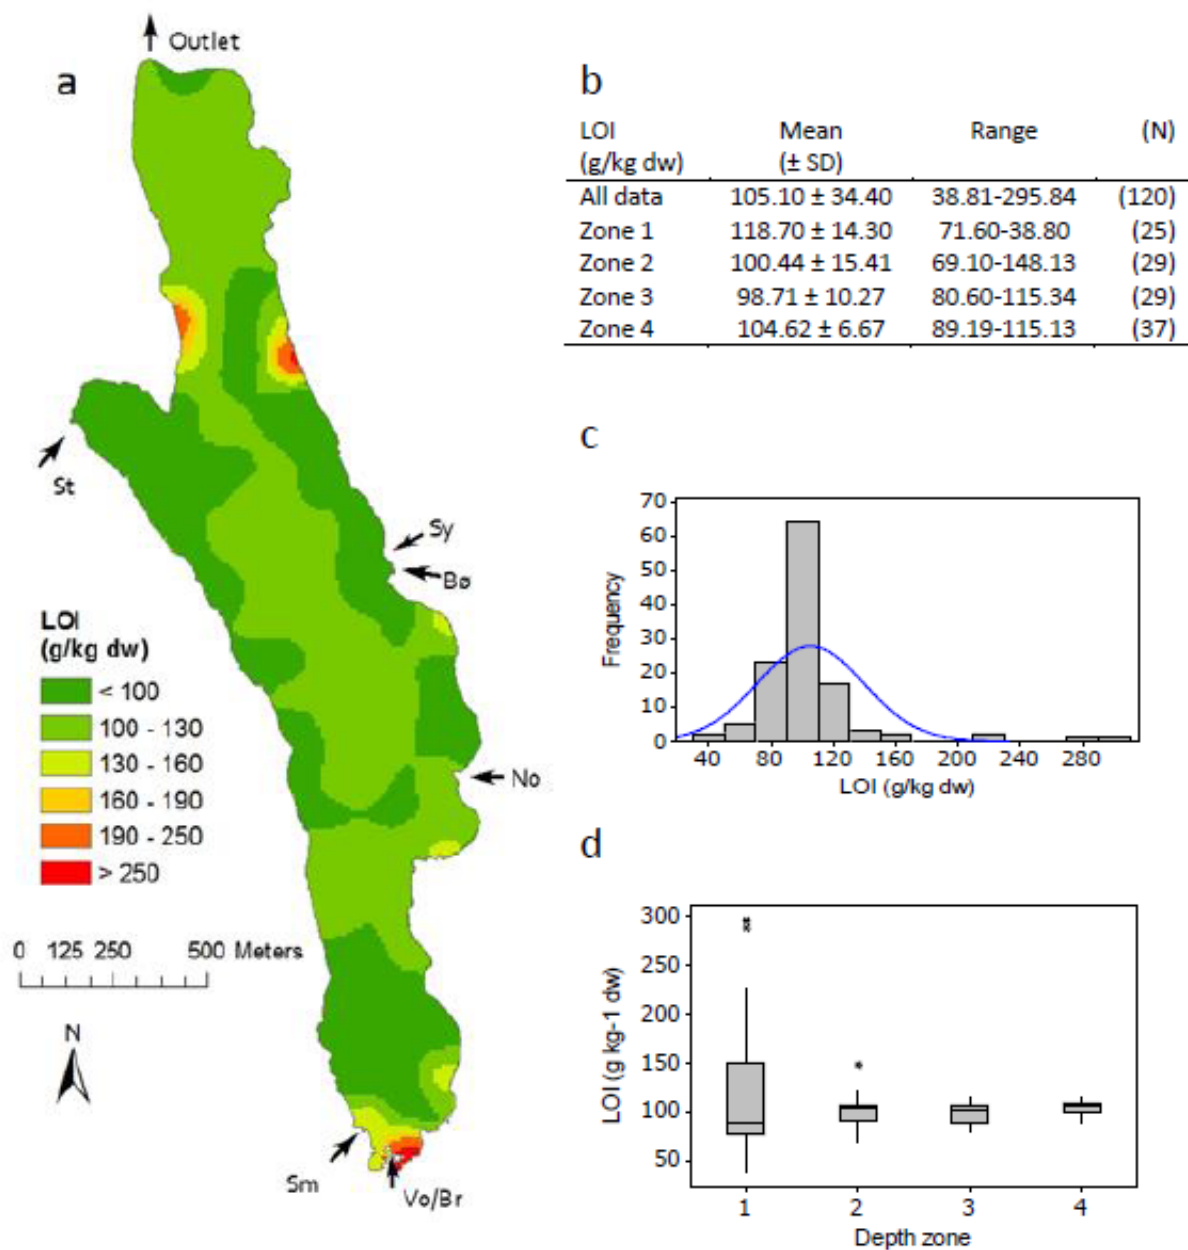 a
Outlet
St
Sy
Bø
No
Sm
Vo/Br
LOI
(g/kg dw)
< 100
100 - 130
130 - 160
160 - 190
190 - 250
> 250
0 125 250 500 Meters
N
b
LOI Mean Range (N)
(g/kg dw) (± SD)
All data 105.10 ± 34.40 38.81-295.84 (120)
Zone 1 118.70 ± 14.30 71.60-38.80 (25)
Zone 2 100.44 ± 15.41 69.10-148.13 (29)
Zone 3 98.71 ± 10.27 80.60-115.34 (29)
Zone 4 104.62 ± 6.67 89.19-115.13 (37)
c
Frequency
70
60
50
40
30
20
10
0
40 80 120 160 200 240 280
LOI (g/kg dw)
d
LOI (g kg-1 dw)
300
250
200
150
100
50
1 2 3 4
Depth zone